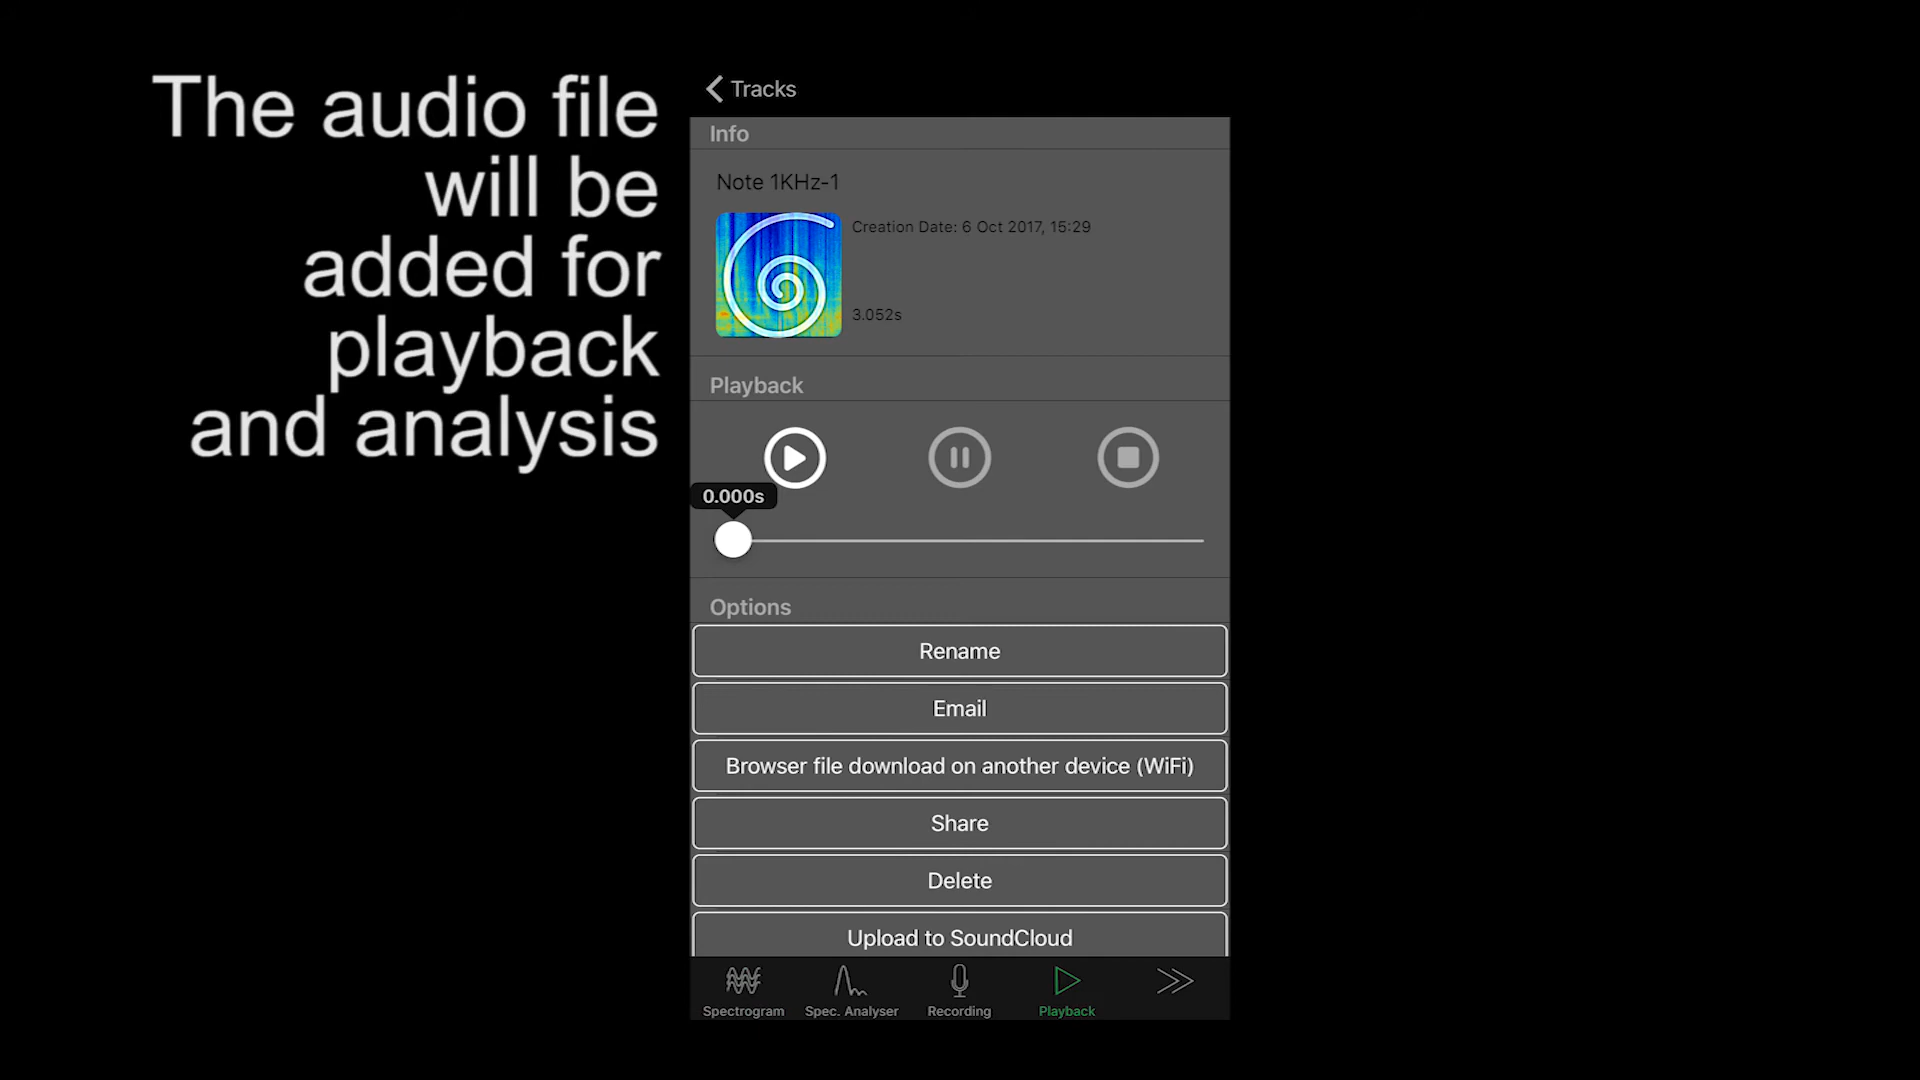 The audio file
will be
added for
playback
and analysis
Tracks
Info
Note 1KHz-1
Creation Date: 6 Oct 2017, 15:29
3.052s
Playback
0.000s
Options
Rename
Email
Browser file download on another device (WiFi)
Share
Delete
Upload to SoundCloud
Spectrogram
Spec. Analyser
Recording
Playback